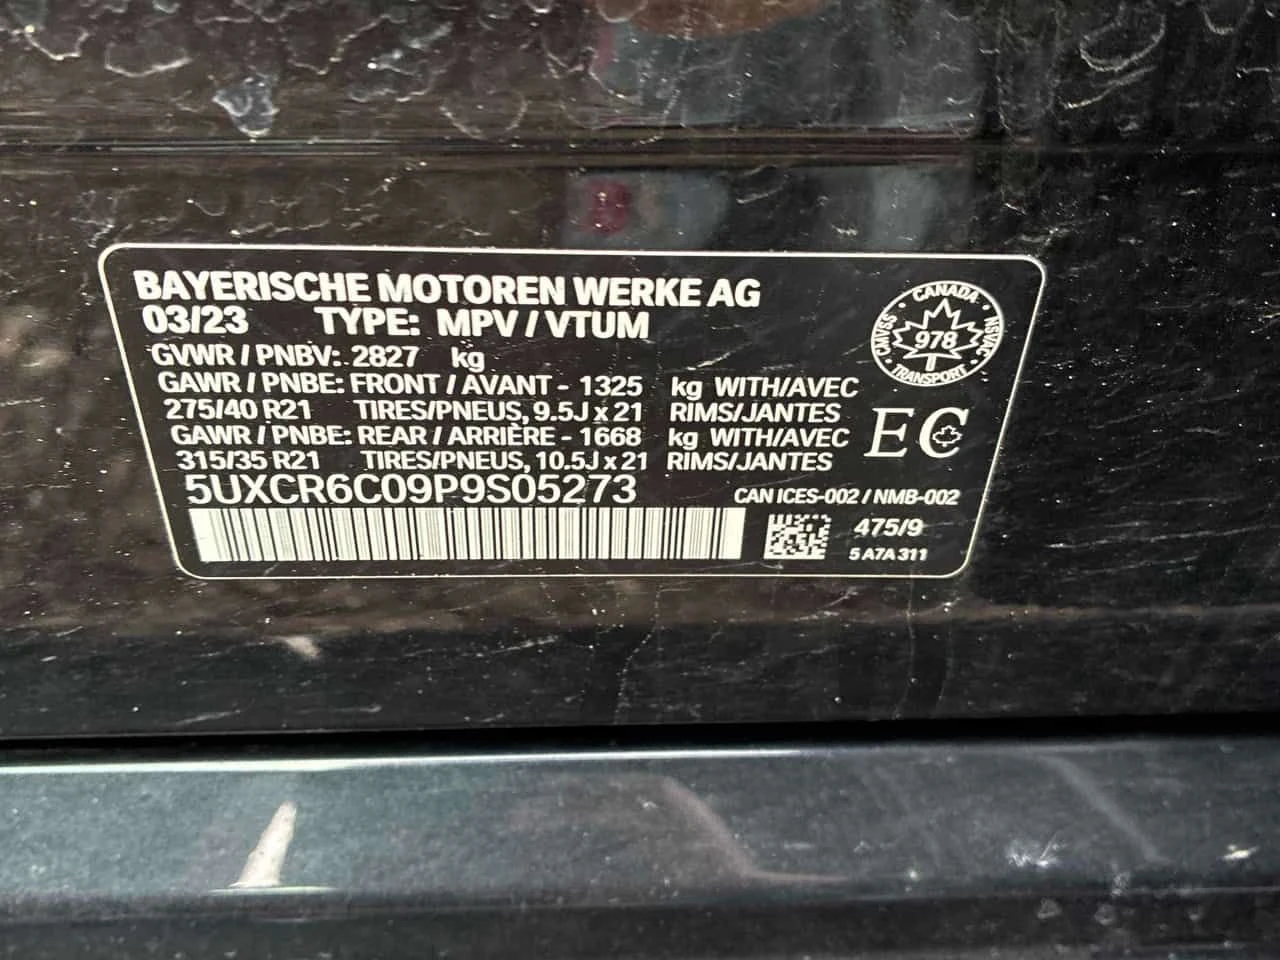 BAYERISCHE MOTOREN WERKE AG
03/23 TYPE: MPV / VTUM
GVWR / PNBV: 2827 kg
GAWR / PNBE: FRONT / AVANT - 1325 kg WITH/AVEC
275/40 R21 TIRES/PNEUS, 9.5J x 21 RIMS/JANTES
GAWR / PNBE: REAR / ARRIÈRE - 1668 kg WITH/AVEC
315/35 R21 TIRES/PNEUS, 10.5J x 21 RIMS/JANTES
5UXCR6C09P9S05273
CANADA
CMVSS 978 NSVAC
TRANSPORT
EC
CAN ICES-002 / NMB-002
475/9
5 A7A 311